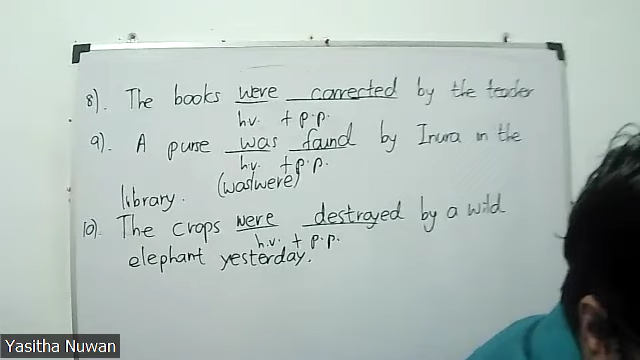 8). The books were corrected by the teacher
h.v. + p.p.
9). A purse was found by Inura in the
h.v. + p.p.
library. (was/were)
10). The crops were destroyed by a wild
h.v. + p.p.
elephant yesterday.
Yasitha Nuwan